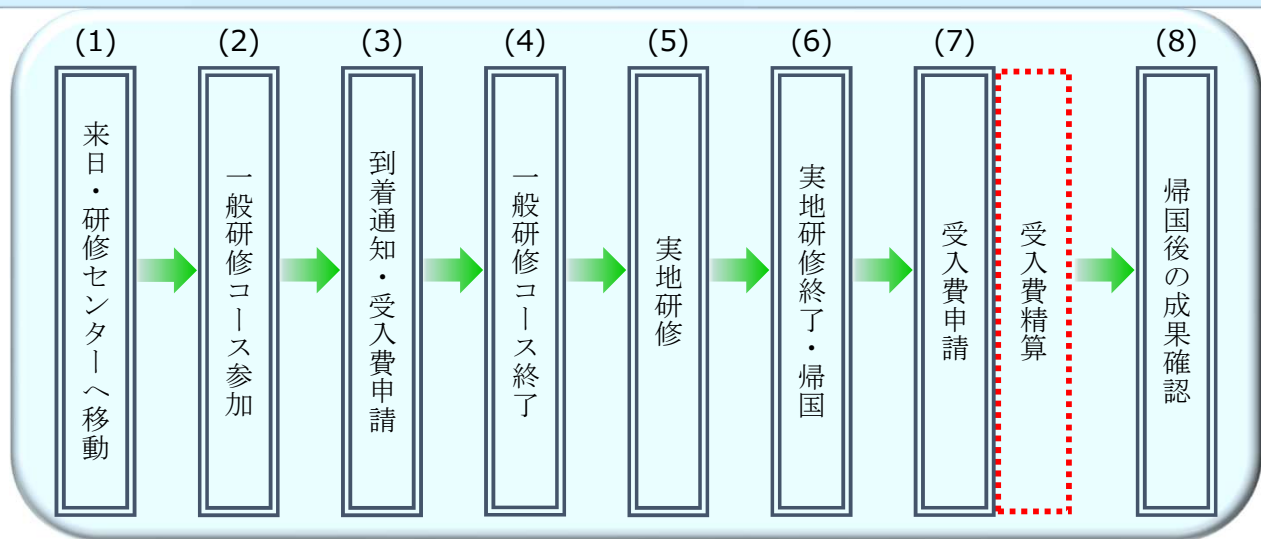 (1)
来日・研修センターへ移動
(2)
一般研修コース参加
(3)
到着通知・受入費申請
(4)
一般研修コース終了
(5)
実地研修
(6)
実地研修終了・帰国
(7)
受入費申請
受入費精算
(8)
帰国後の成果確認